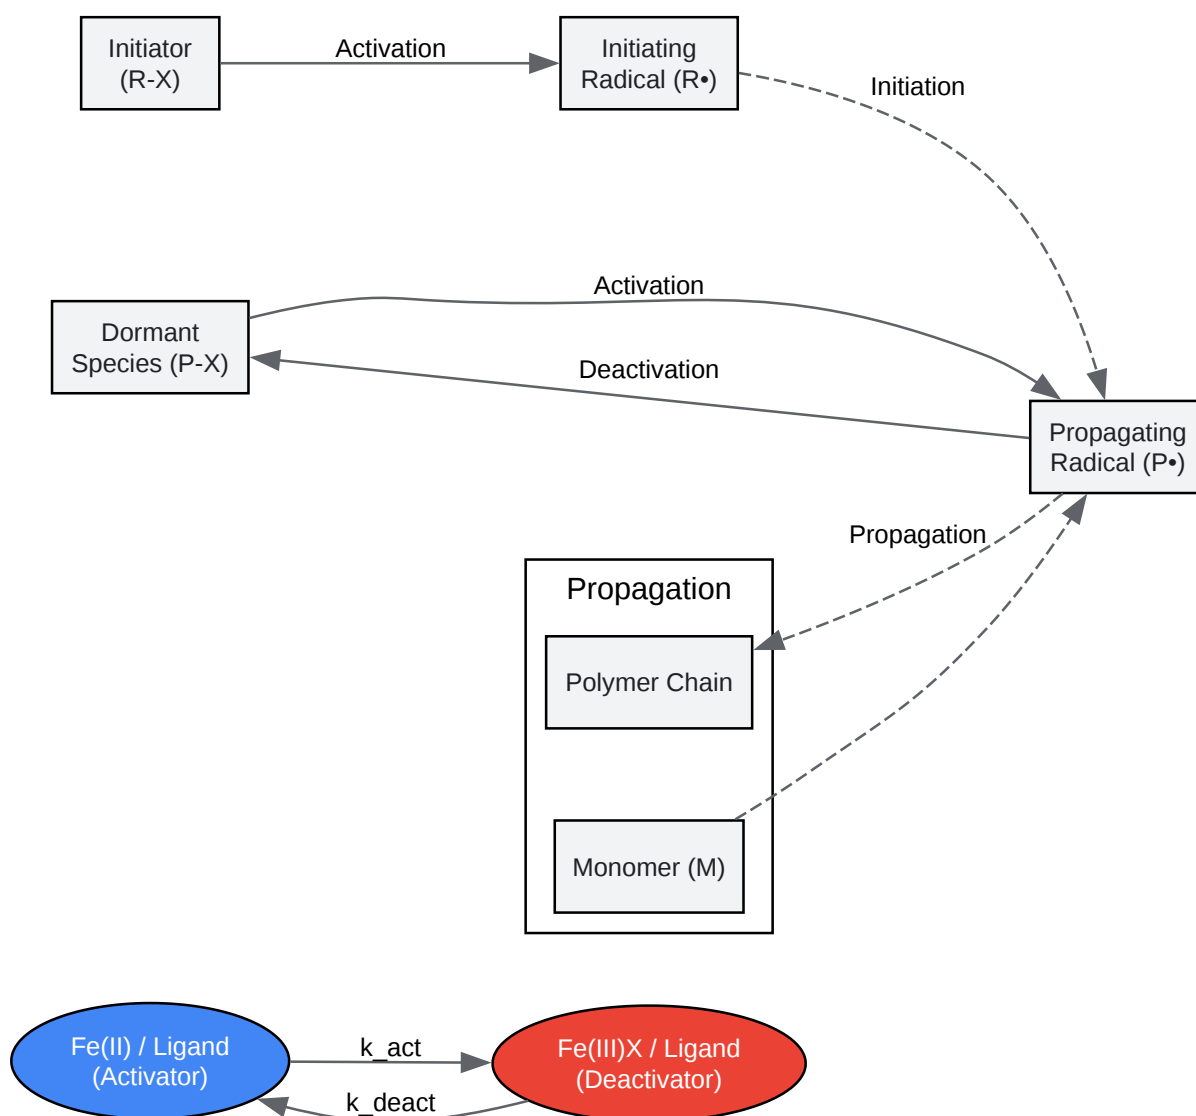 Initiator
(R-X)
Activation
Initiating
Radical (R•)
Initiation
Dormant
Species (P-X)
Activation
Deactivation
Propagating
Radical (P•)
Propagation
Propagation
Polymer Chain
Monomer (M)
Fe(II) / Ligand
(Activator)
k_act
k_deact
Fe(III)X / Ligand
(Deactivator)